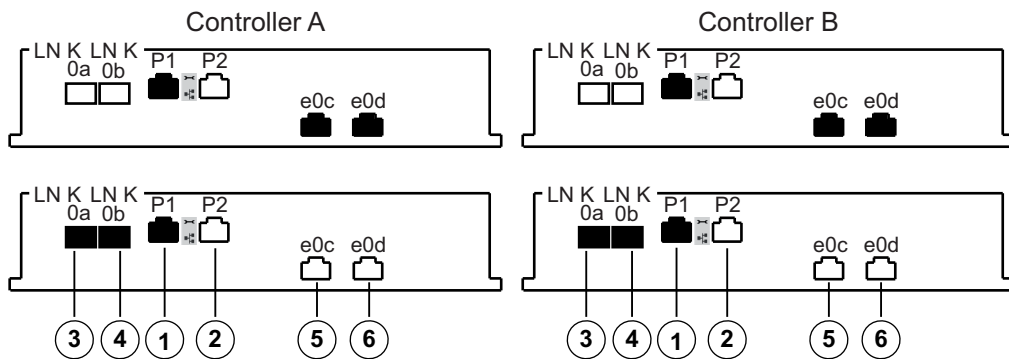 Controller A
Controller B
LN K LN K
0a 0b P1 P2
e0c e0d
LN K LN K
0a 0b P1 P2
e0c e0d
LN K LN K
0a 0b P1 P2
e0c e0d
LN K LN K
0a 0b P1 P2
e0c e0d
3 4 1 2 5 6
3 4 1 2 5 6